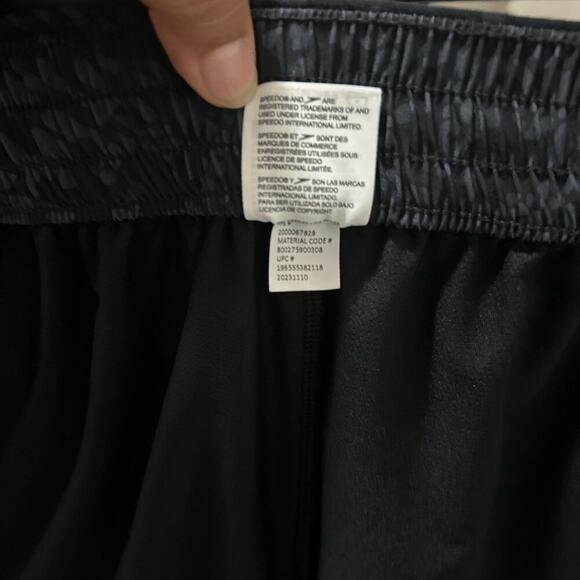 SPEEDO® AND ARE
REGISTERED TRADEMARKS OF AND
USED UNDER LICENSE FROM
SPEEDO INTERNATIONAL LIMITED.
SPEEDO® ET SONT DES
MARQUES DE COMMERCE
ENREGISTRÉES UTILISÉES SOUS
LICENCE DE SPEEDO
INTERNATIONAL LIMITÉE.
SPEEDO® Y SON LAS MARCAS
REGISTRADAS DE SPEEDO
INTERNACIONAL LIMITADO.
PARA SER UTILIZADA SOLO BAJO
LICENCIA DE COPYRIGHT.
2000067828
MATERIAL CODE #
800275900308
UPC #
196555382118
20231110